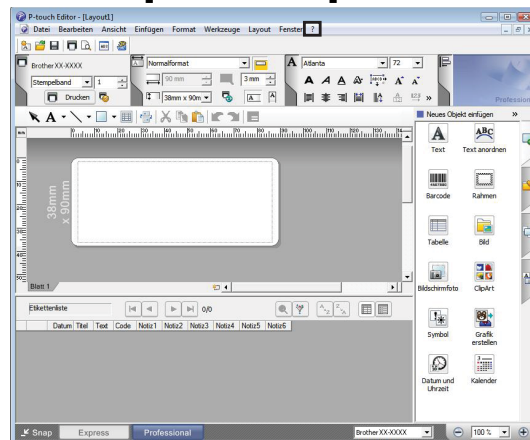 P-touch Editor - [Layout1]
Datei Bearbeiten Ansicht Einfügen Format Werkzeuge Layout Fenster ?
Brother XX-XXXX
Stempelband 1
Drucken
Normalformat
90 mm 3 mm
38mm x 90m
A Atlanta 72
Professional
Neues Objekt einfügen
Text Text anordnen
Barcode Rahmen
Tabelle Bild
Bildschirmfoto ClipArt
Symbol Grafik erstellen
Datum und Uhrzeit Kalender
38mm
x 90mm
Blatt 1
Etikettenliste 0/0
Datum Titel Text Code Notiz1 Notiz2 Notiz3 Notiz4 Notiz5 Notiz6
Snap Express Professional Brother XX-XXXX 100 %